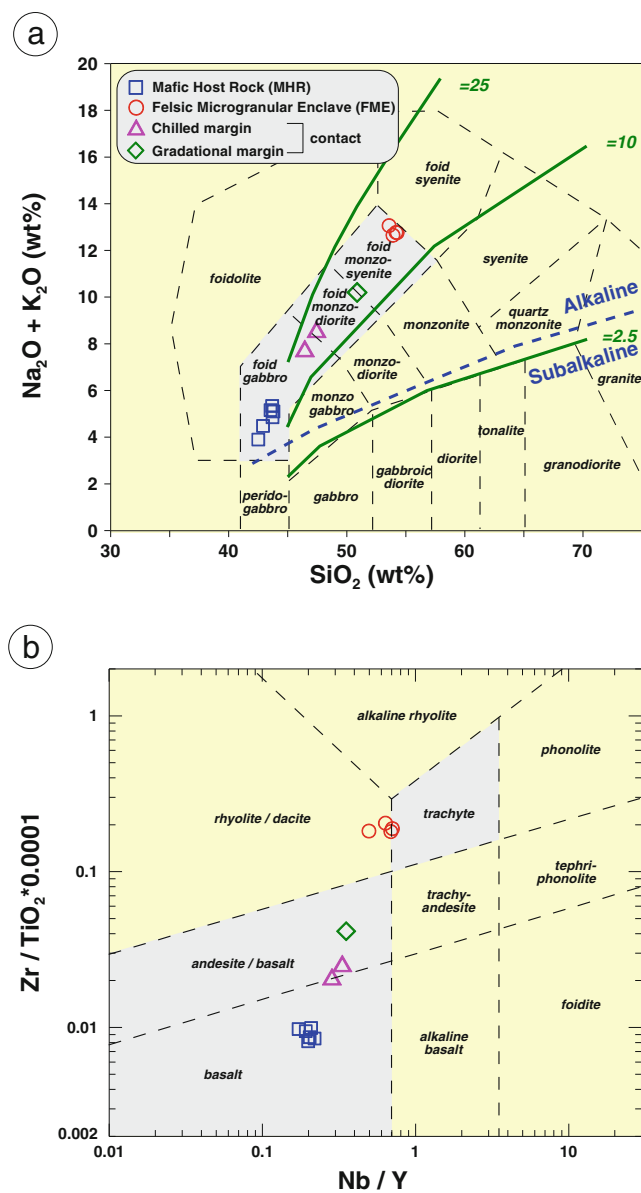 a
20
18
16
14
12
10
8
6
4
2
0
Na₂O + K₂O (wt%)
Mafic Host Rock (MHR)
Felsic Microgranular Enclave (FME)
Chilled margin
contact
Gradational margin
=25
=10
=2.5
foid
syenite
foidolite
foid
monzo-
syenite
foid
monzo-
diorite
syenite
quartz
monzonite
monzonite
Alkaline
Subalkaline
foid
gabbro
monzo-
diorite
monzo
gabbro
granite
tonalite
granodiorite
diorite
gabbroic
diorite
gabbro
perido-
gabbro
30
40
50
60
70
SiO₂ (wt%)
b
1
0.1
0.01
0.002
Zr / TiO₂*0.0001
alkaline rhyolite
phonolite
rhyolite / dacite
trachyte
tephri-
phonolite
trachy-
andesite
andesite / basalt
foidite
alkaline
basalt
basalt
0.01
0.1
1
10
Nb / Y